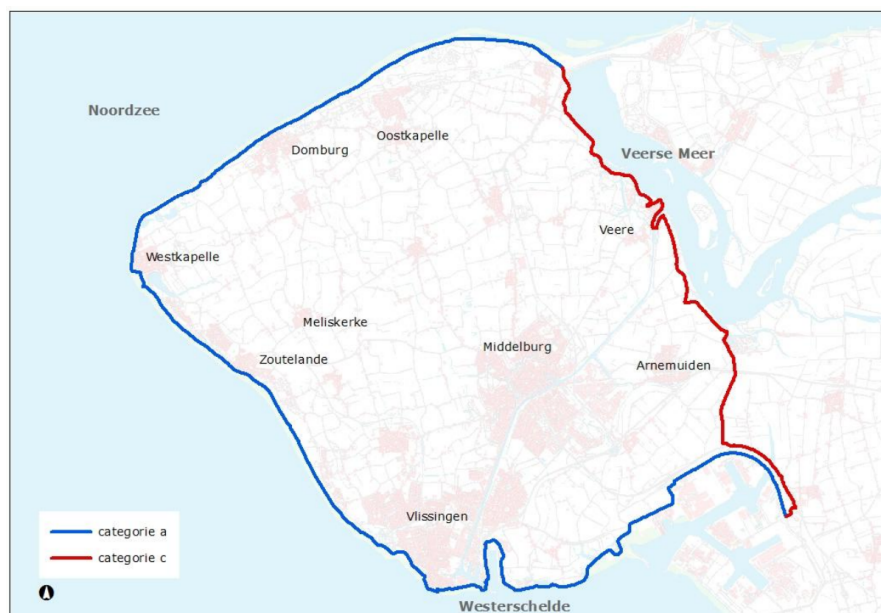 Noordzee
Oostkapelle
Domburg
Veerse Meer
Veere
Westkapelle
Meliskerke
Middelburg
Zoutelande
Arnemuiden
Vlissingen
categorie a
categorie c
Westerschelde